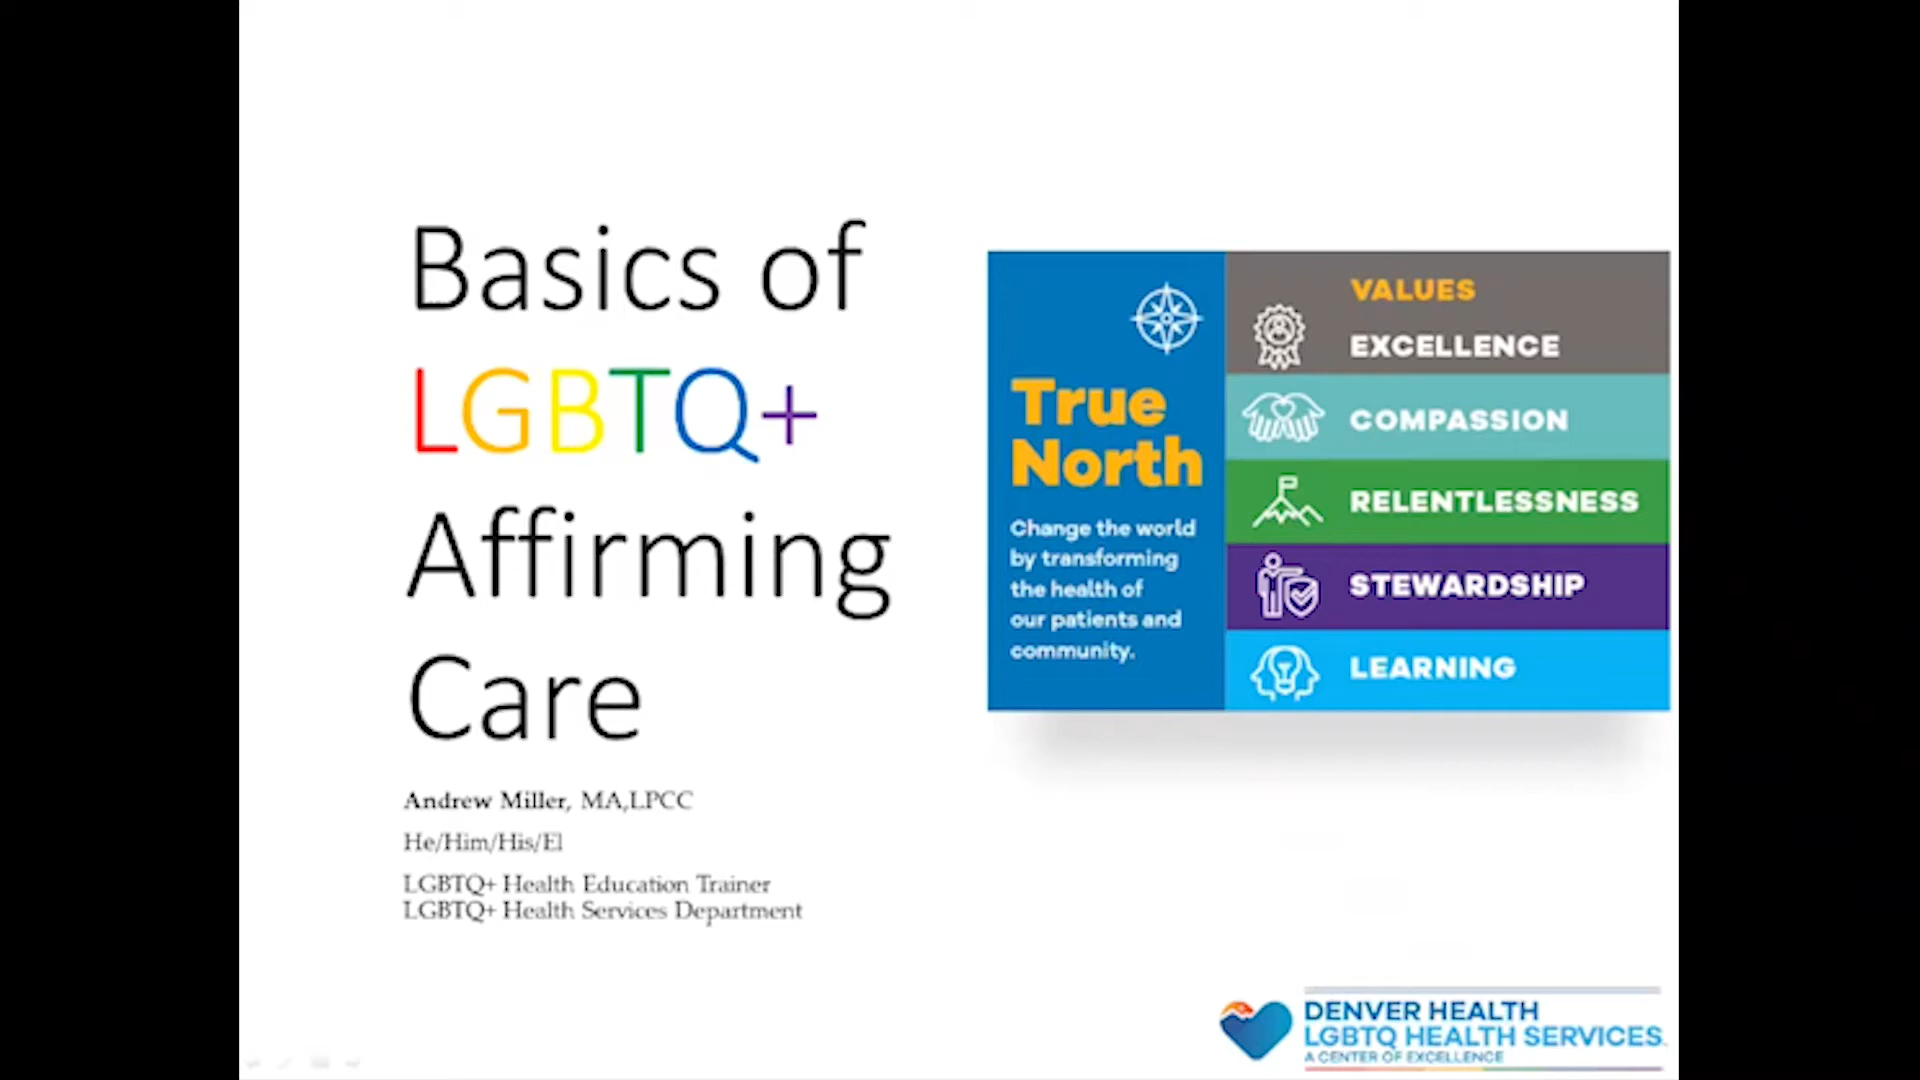 Basics of
LGBTQ+
Affirming
Care
Andrew Miller, MA,LPCC
He/Him/His/El
LGBTQ+ Health Education Trainer
LGBTQ+ Health Services Department
True
North
Change the world
by transforming
the health of
our patients and
community.
VALUES
EXCELLENCE
COMPASSION
RELENTLESSNESS
STEWARDSHIP
LEARNING
DENVER HEALTH
LGBTQ HEALTH SERVICES
A CENTER OF EXCELLENCE